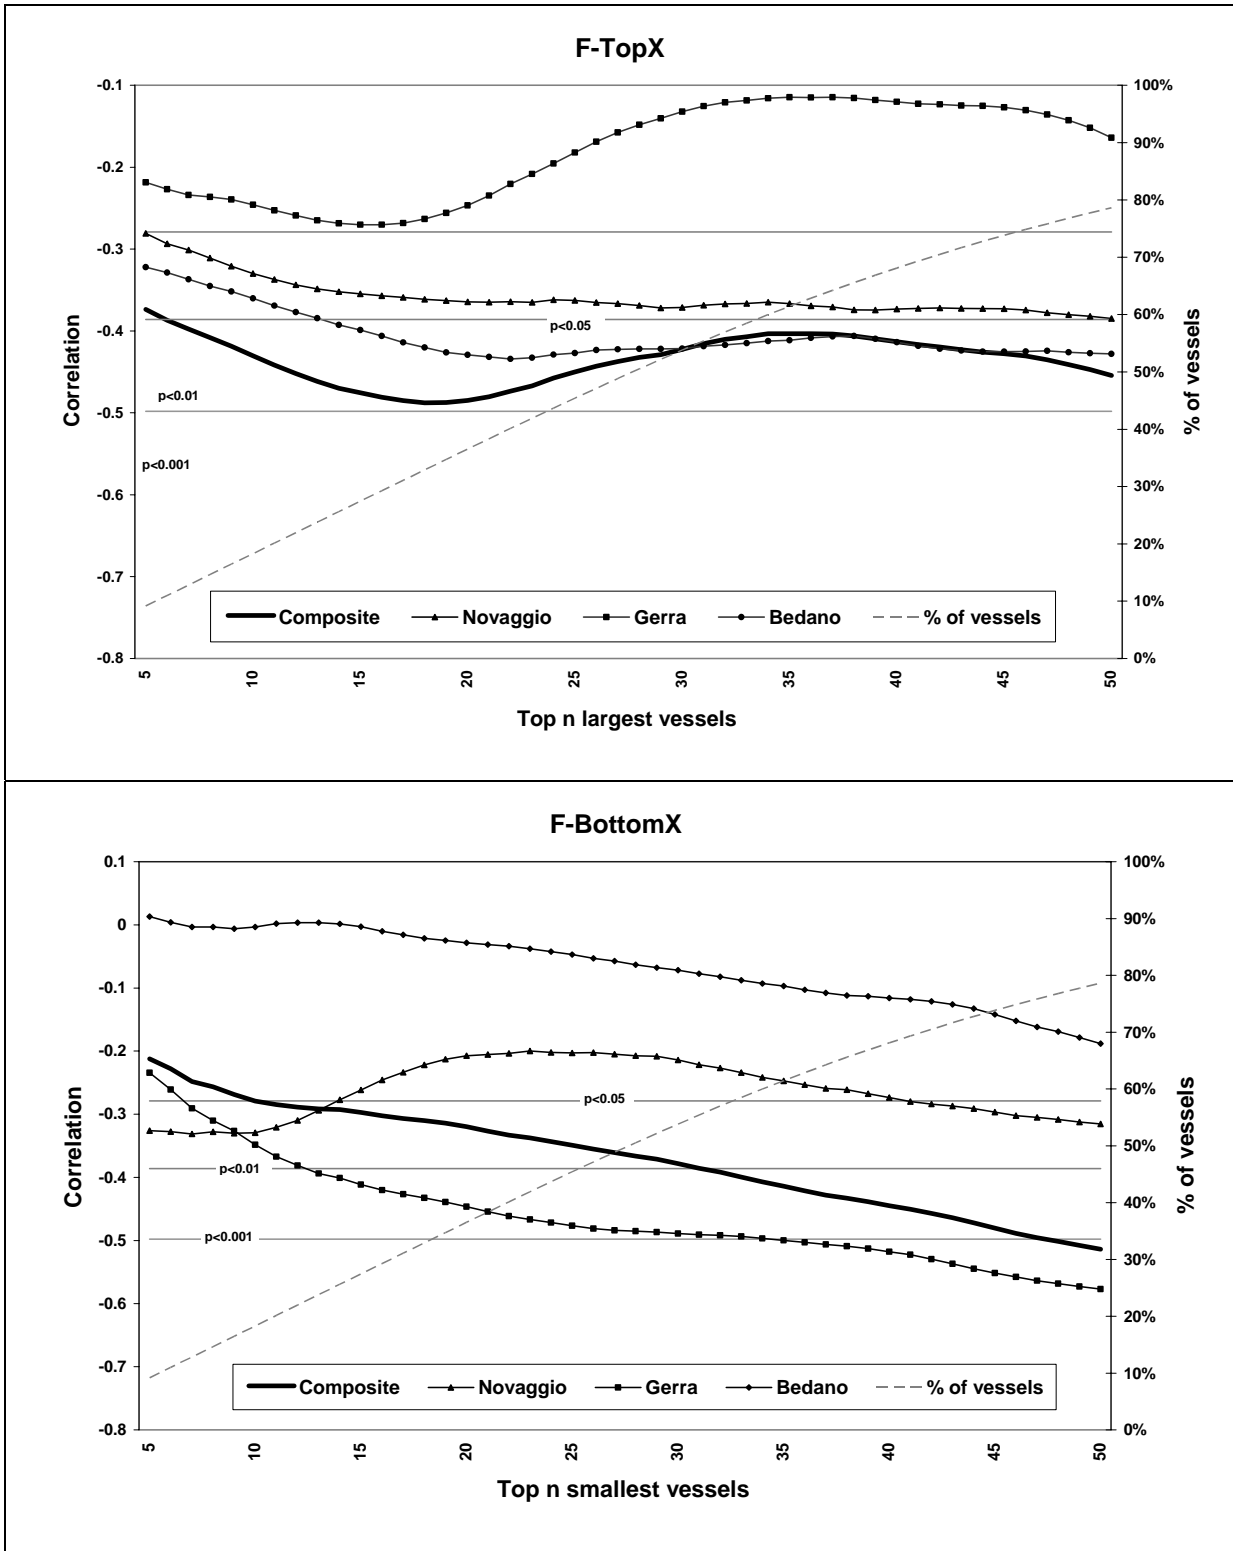 F-TopX
-0.1
-0.2
-0.3
-0.4
-0.5
-0.6
-0.7
-0.8
Correlation
100%
90%
80%
70%
60%
50%
40%
30%
20%
10%
0%
% of vessels
p<0.05
p<0.01
p<0.001
Composite Novaggio Gerra Bedano % of vessels
5 10 15 20 25 30 35 40 45 50
Top n largest vessels
F-BottomX
0.1
0
-0.1
-0.2
-0.3
-0.4
-0.5
-0.6
-0.7
-0.8
Correlation
100%
90%
80%
70%
60%
50%
40%
30%
20%
10%
0%
% of vessels
p<0.05
p<0.01
p<0.001
Composite Novaggio Gerra Bedano % of vessels
5 10 15 20 25 30 35 40 45 50
Top n smallest vessels